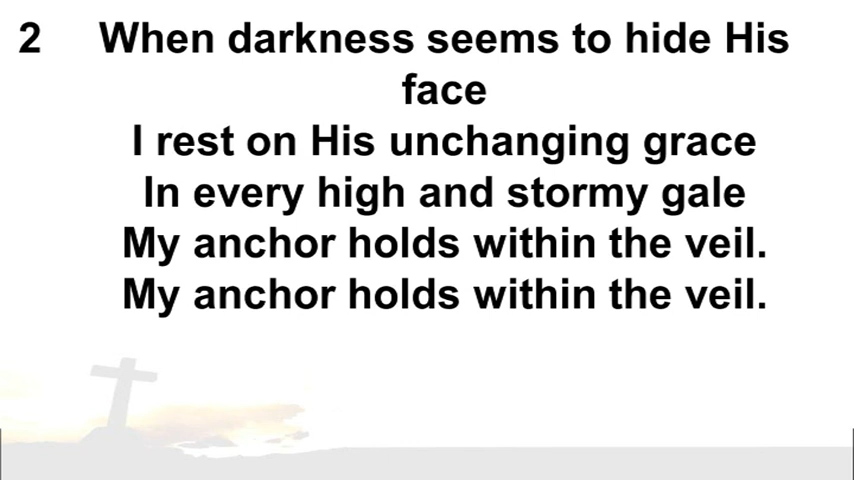 2 When darkness seems to hide His
face
I rest on His unchanging grace
In every high and stormy gale
My anchor holds within the veil.
My anchor holds within the veil.